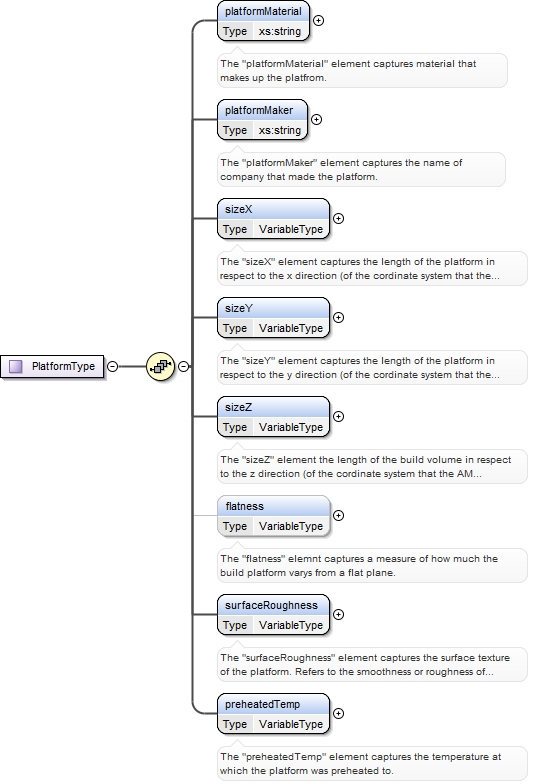 platformMaterial
Type xs:string
The "platformMaterial" element captures material that
makes up the platfrom.
platformMaker
Type xs:string
The "platformMaker" element captures the name of
company that made the platform.
sizeX
Type VariableType
The "sizeX" element captures the length of the platform in
respect to the x direction (of the cordinate system that the...
sizeY
Type VariableType
The "sizeY" element captures the length of the platform in
respect to the y direction (of the cordinate system that the...
PlatformType
sizeZ
Type VariableType
The "sizeZ" element the length of the build volume in respect
to the z direction (of the cordinate system that the AM...
flatness
Type VariableType
The "flatness" elemnt captures a measure of how much the
build platform varys from a flat plane.
surfaceRoughness
Type VariableType
The "surfaceRoughness" element captures the surface texture
of the platform. Refers to the smoothness or roughness of...
preheatedTemp
Type VariableType
The "preheatedTemp" element captures the temperature at
which the platform was preheated to.